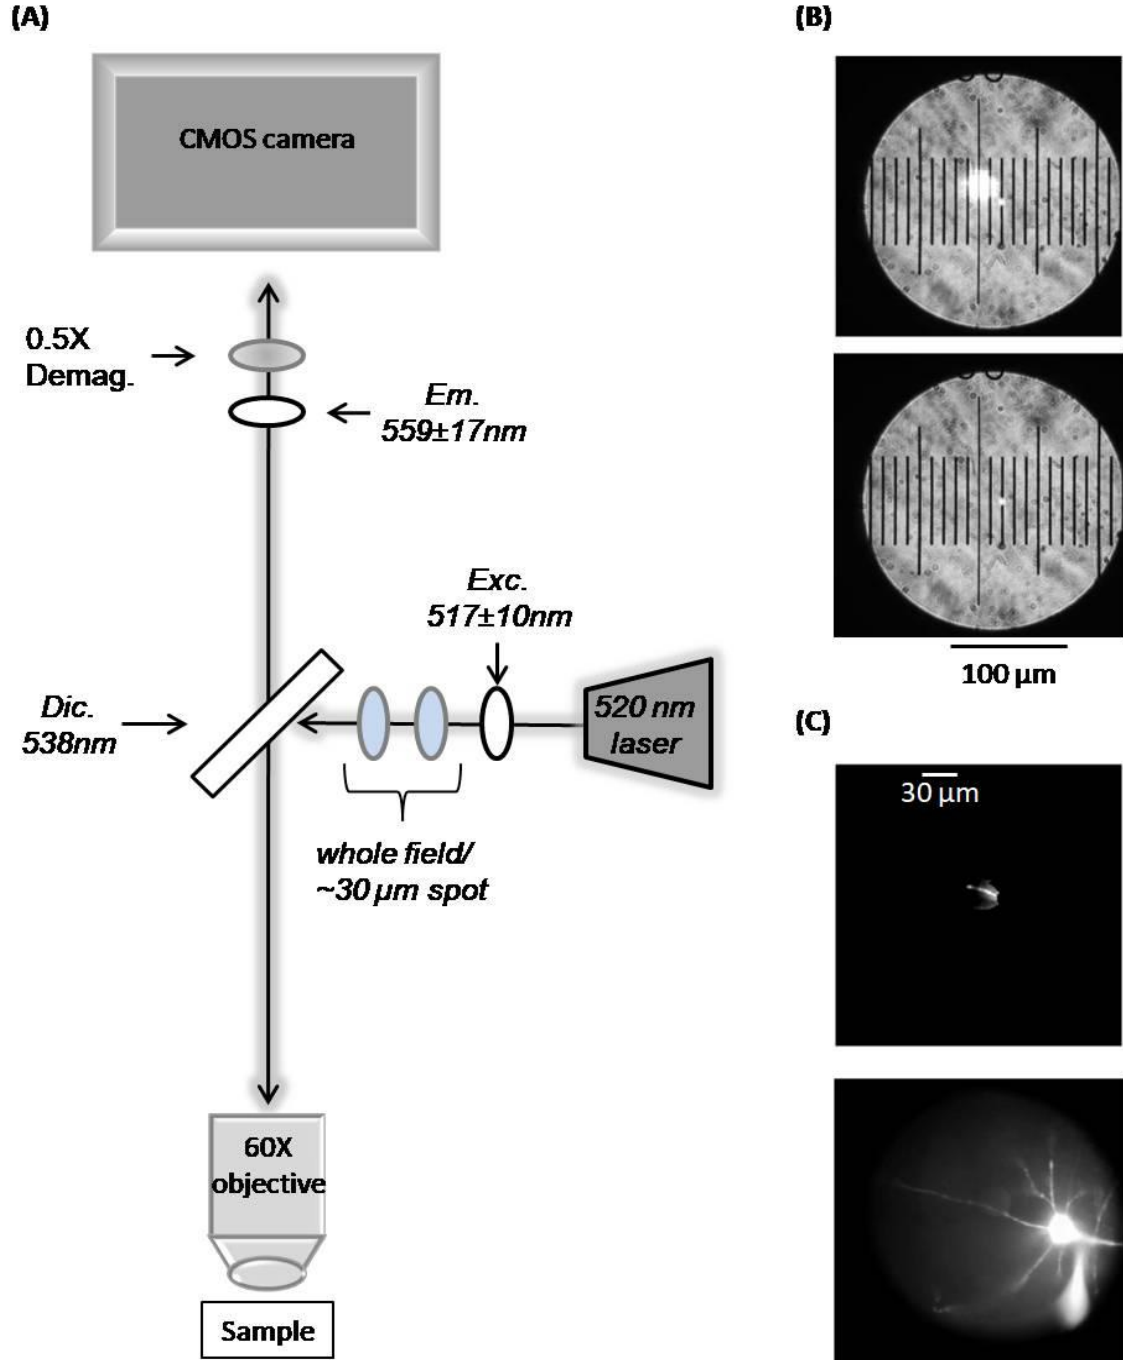 (A)
CMOS camera
0.5X
Demag.
Em.
559±17nm
Exc.
517±10nm
Dic.
538nm
520 nm
laser
whole field/
~30 µm spot
60X
objective
Sample
(B)
100 µm
(C)
30 µm